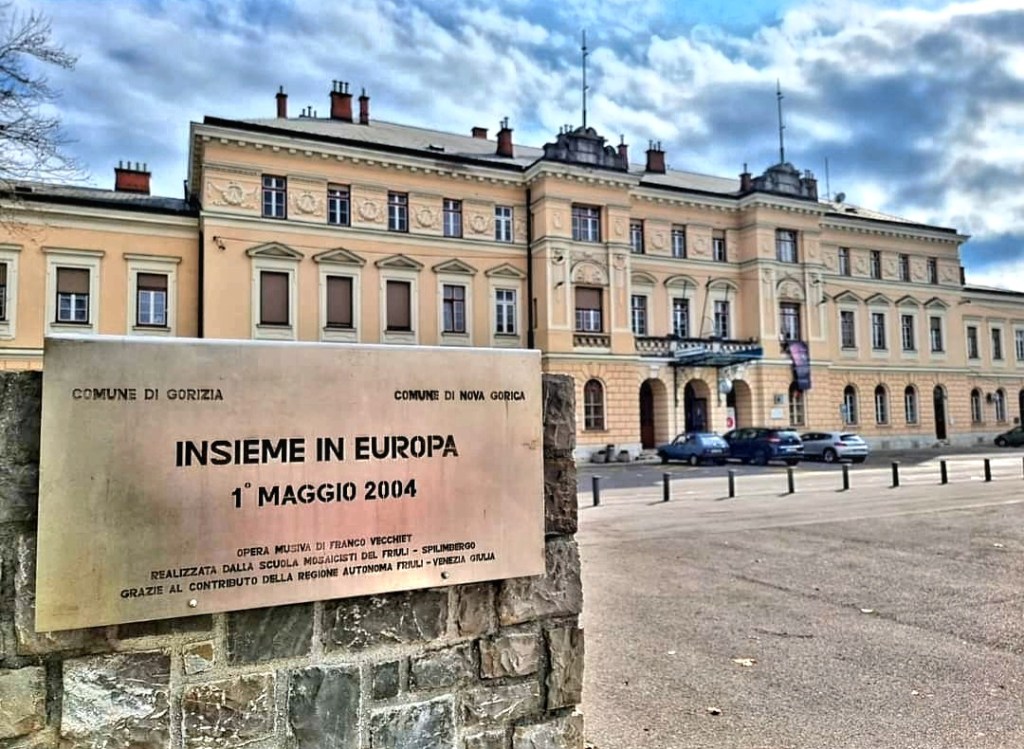 COMUNE DI GORIZIA COMUNE DI NOVA GORICA
INSIEME IN EUROPA
1° MAGGIO 2004
OPERA MUSIVA DI FRANCO VECCHIET
REALIZZATA DALLA SCUOLA MOSAICISTI DEL FRIULI - SPILIMBERGO
GRAZIE AL CONTRIBUTO DELLA REGIONE AUTONOMA FRIULI - VENEZIA GIULIA